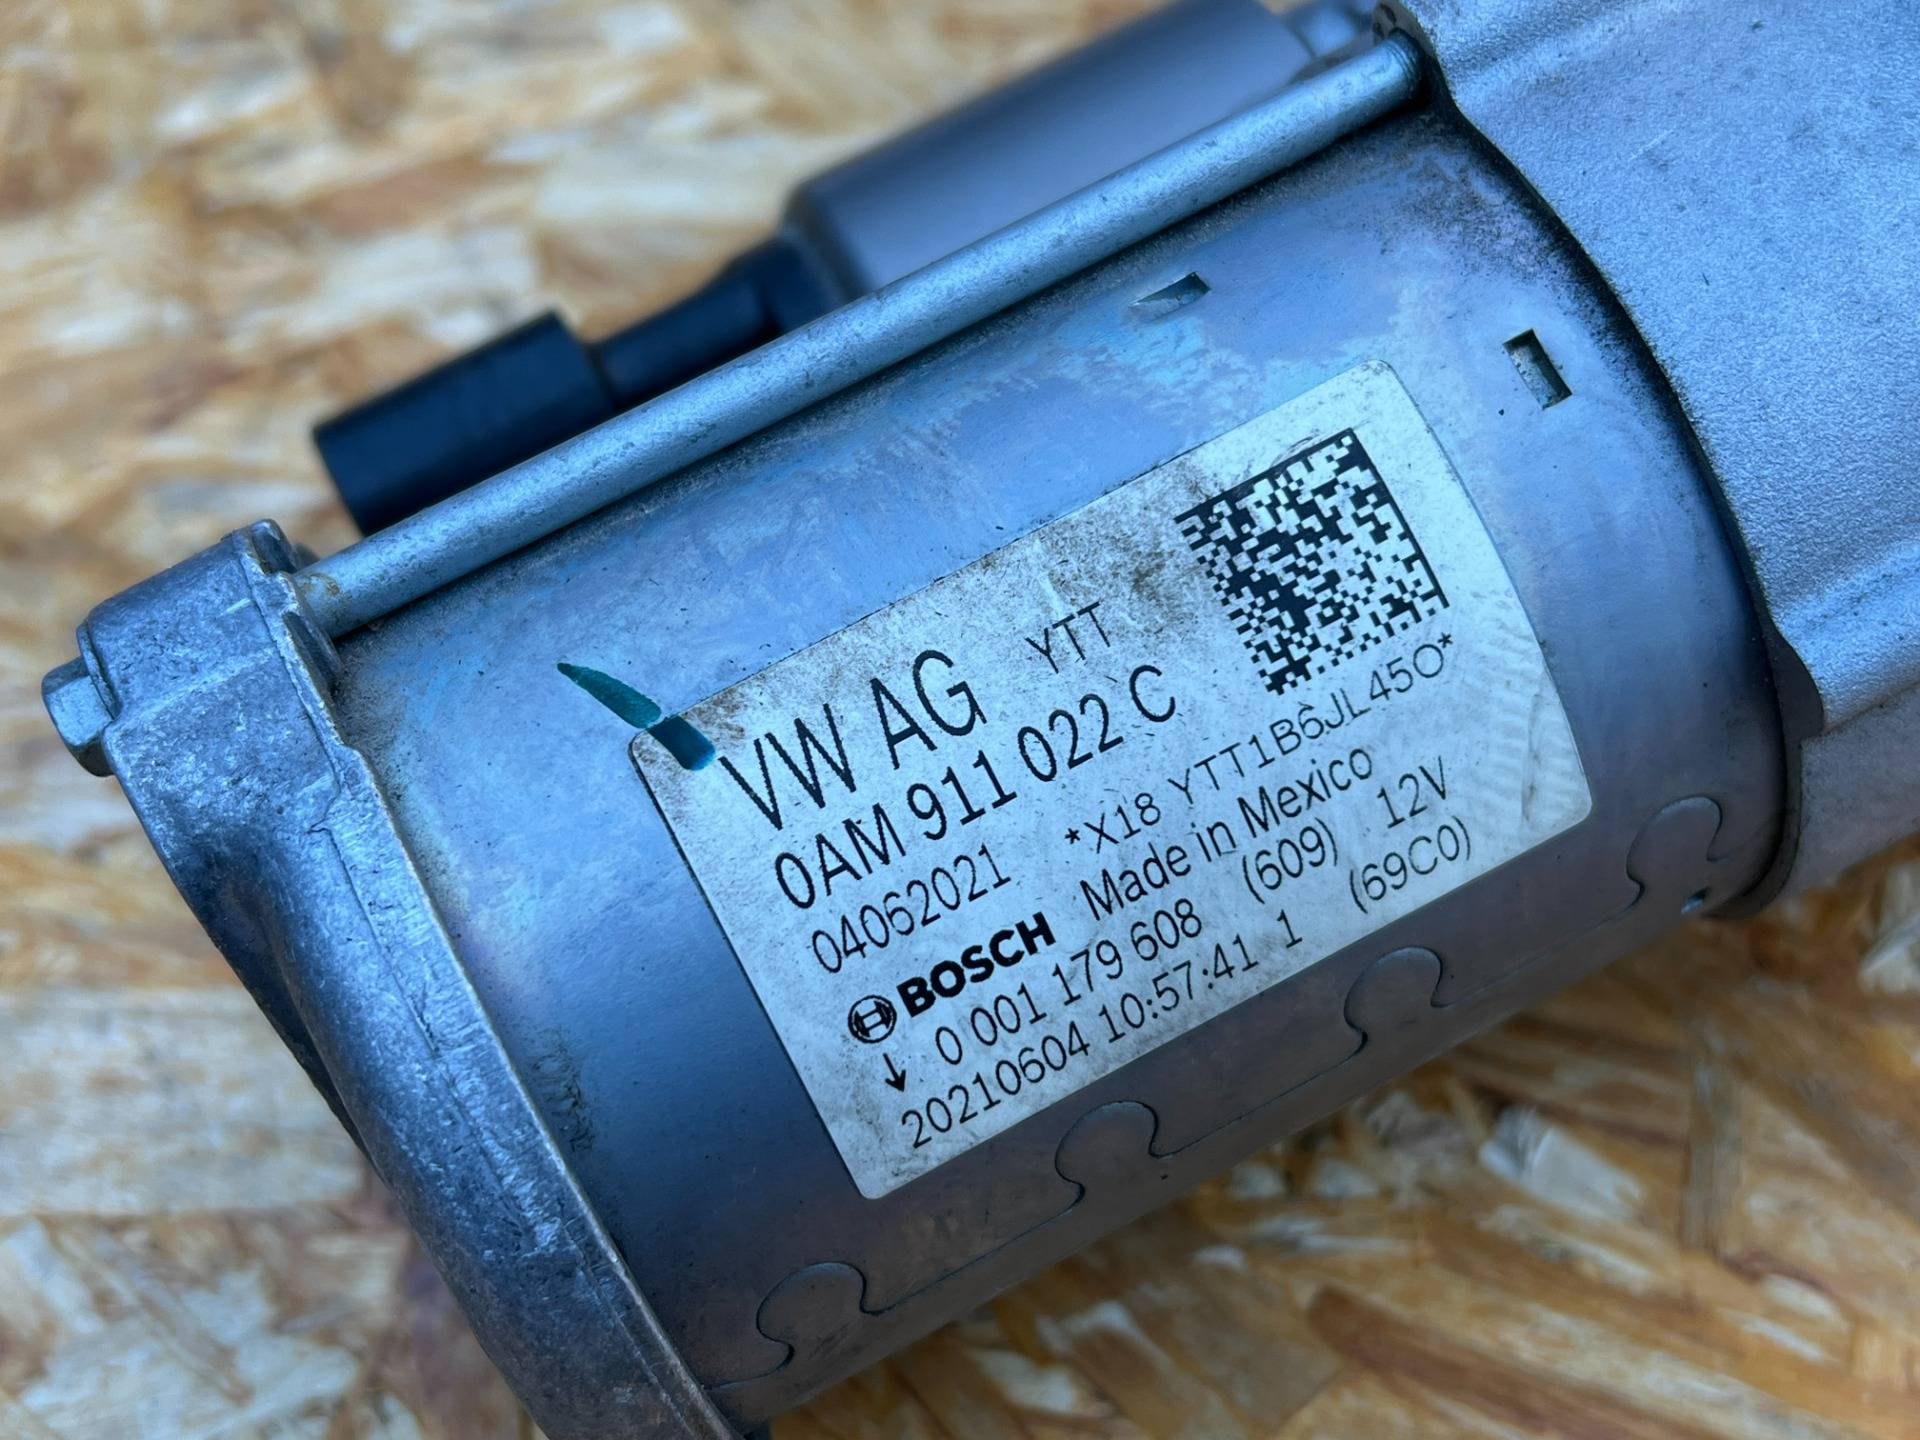 VW AG YTT
0AM 911 022 C
04062021 *X18 YTT1B6JL450*
BOSCH Made in Mexico
0 001 179 608 (609) 12V
20210604 10:57:41 1 (69C0)